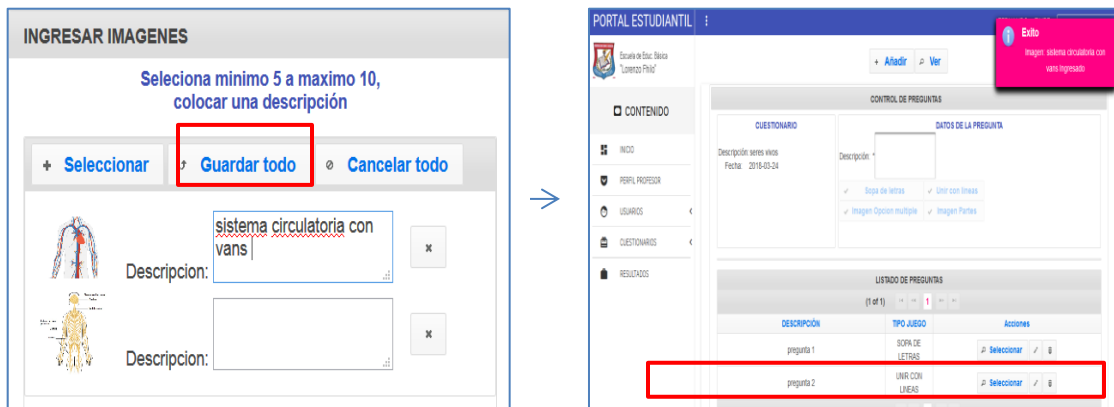 INGRESAR IMAGENES
Seleciona minimo 5 a maximo 10,
colocar una descripción
Seleccionar
Guardar todo
Cancelar todo
sistema circulatoria con
vans
Descripcion:
Descripcion:
PORTAL ESTUDIANTIL
Exito
Imagen: sistema circulatoria con
vans Ingresado
Escuela de Educ. Básica
+ Añadir
Ver
CONTENIDO
INICIO
PERFIL PROFESOR
USUARIOS
CUESTIONARIOS
RESULTADOS
CONTROL DE PREGUNTAS
CUESTIONARIO
Descripción: seres vivos
Fecha: 2018-03-24
DATOS DE LA PREGUNTA
Descripción: *
Sopa de letras
Unir con lineas
Imagen Opcion multiple
Imagen Partes
LISTADO DE PREGUNTAS
(1 of 1)
1
DESCRIPCIÓN
TIPO JUEGO
Acciones
pregunta 1
SOPA DE
LETRAS
Seleccionar
pregunta 2
UNIR CON
LINEAS
Seleccionar